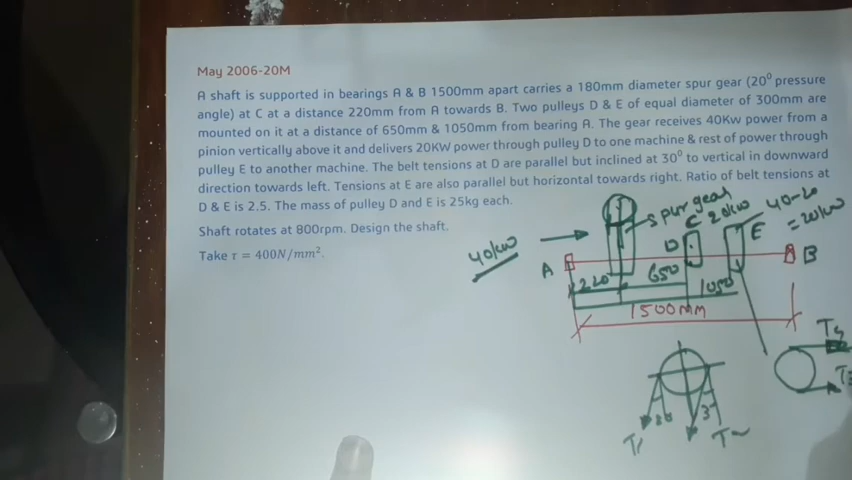 May 2006-20M
A shaft is supported in bearings A & B 1500mm apart carries a 180mm diameter spur gear (20⁰ pressure
angle) at C at a distance 220mm from A towards B. Two pulleys D & E of equal diameter of 300mm are
mounted on it at a distance of 650mm & 1050mm from bearing A. The gear receives 40Kw power from a
pinion vertically above it and delivers 20KW power through pulley D to one machine & rest of power through
pulley E to another machine. The belt tensions at D are parallel but inclined at 30⁰ to vertical in downward
direction towards left. Tensions at E are also parallel but horizontal towards right. Ratio of belt tensions at
D & E is 2.5. The mass of pulley D and E is 25kg each.
Shaft rotates at 800rpm. Design the shaft.
Take τ = 400N/mm².
spur gear
C
20kW
40-20
= 20kW
40kW
A
D
E
B
220
650
1050
1500MM
T₁
T₂
T₃